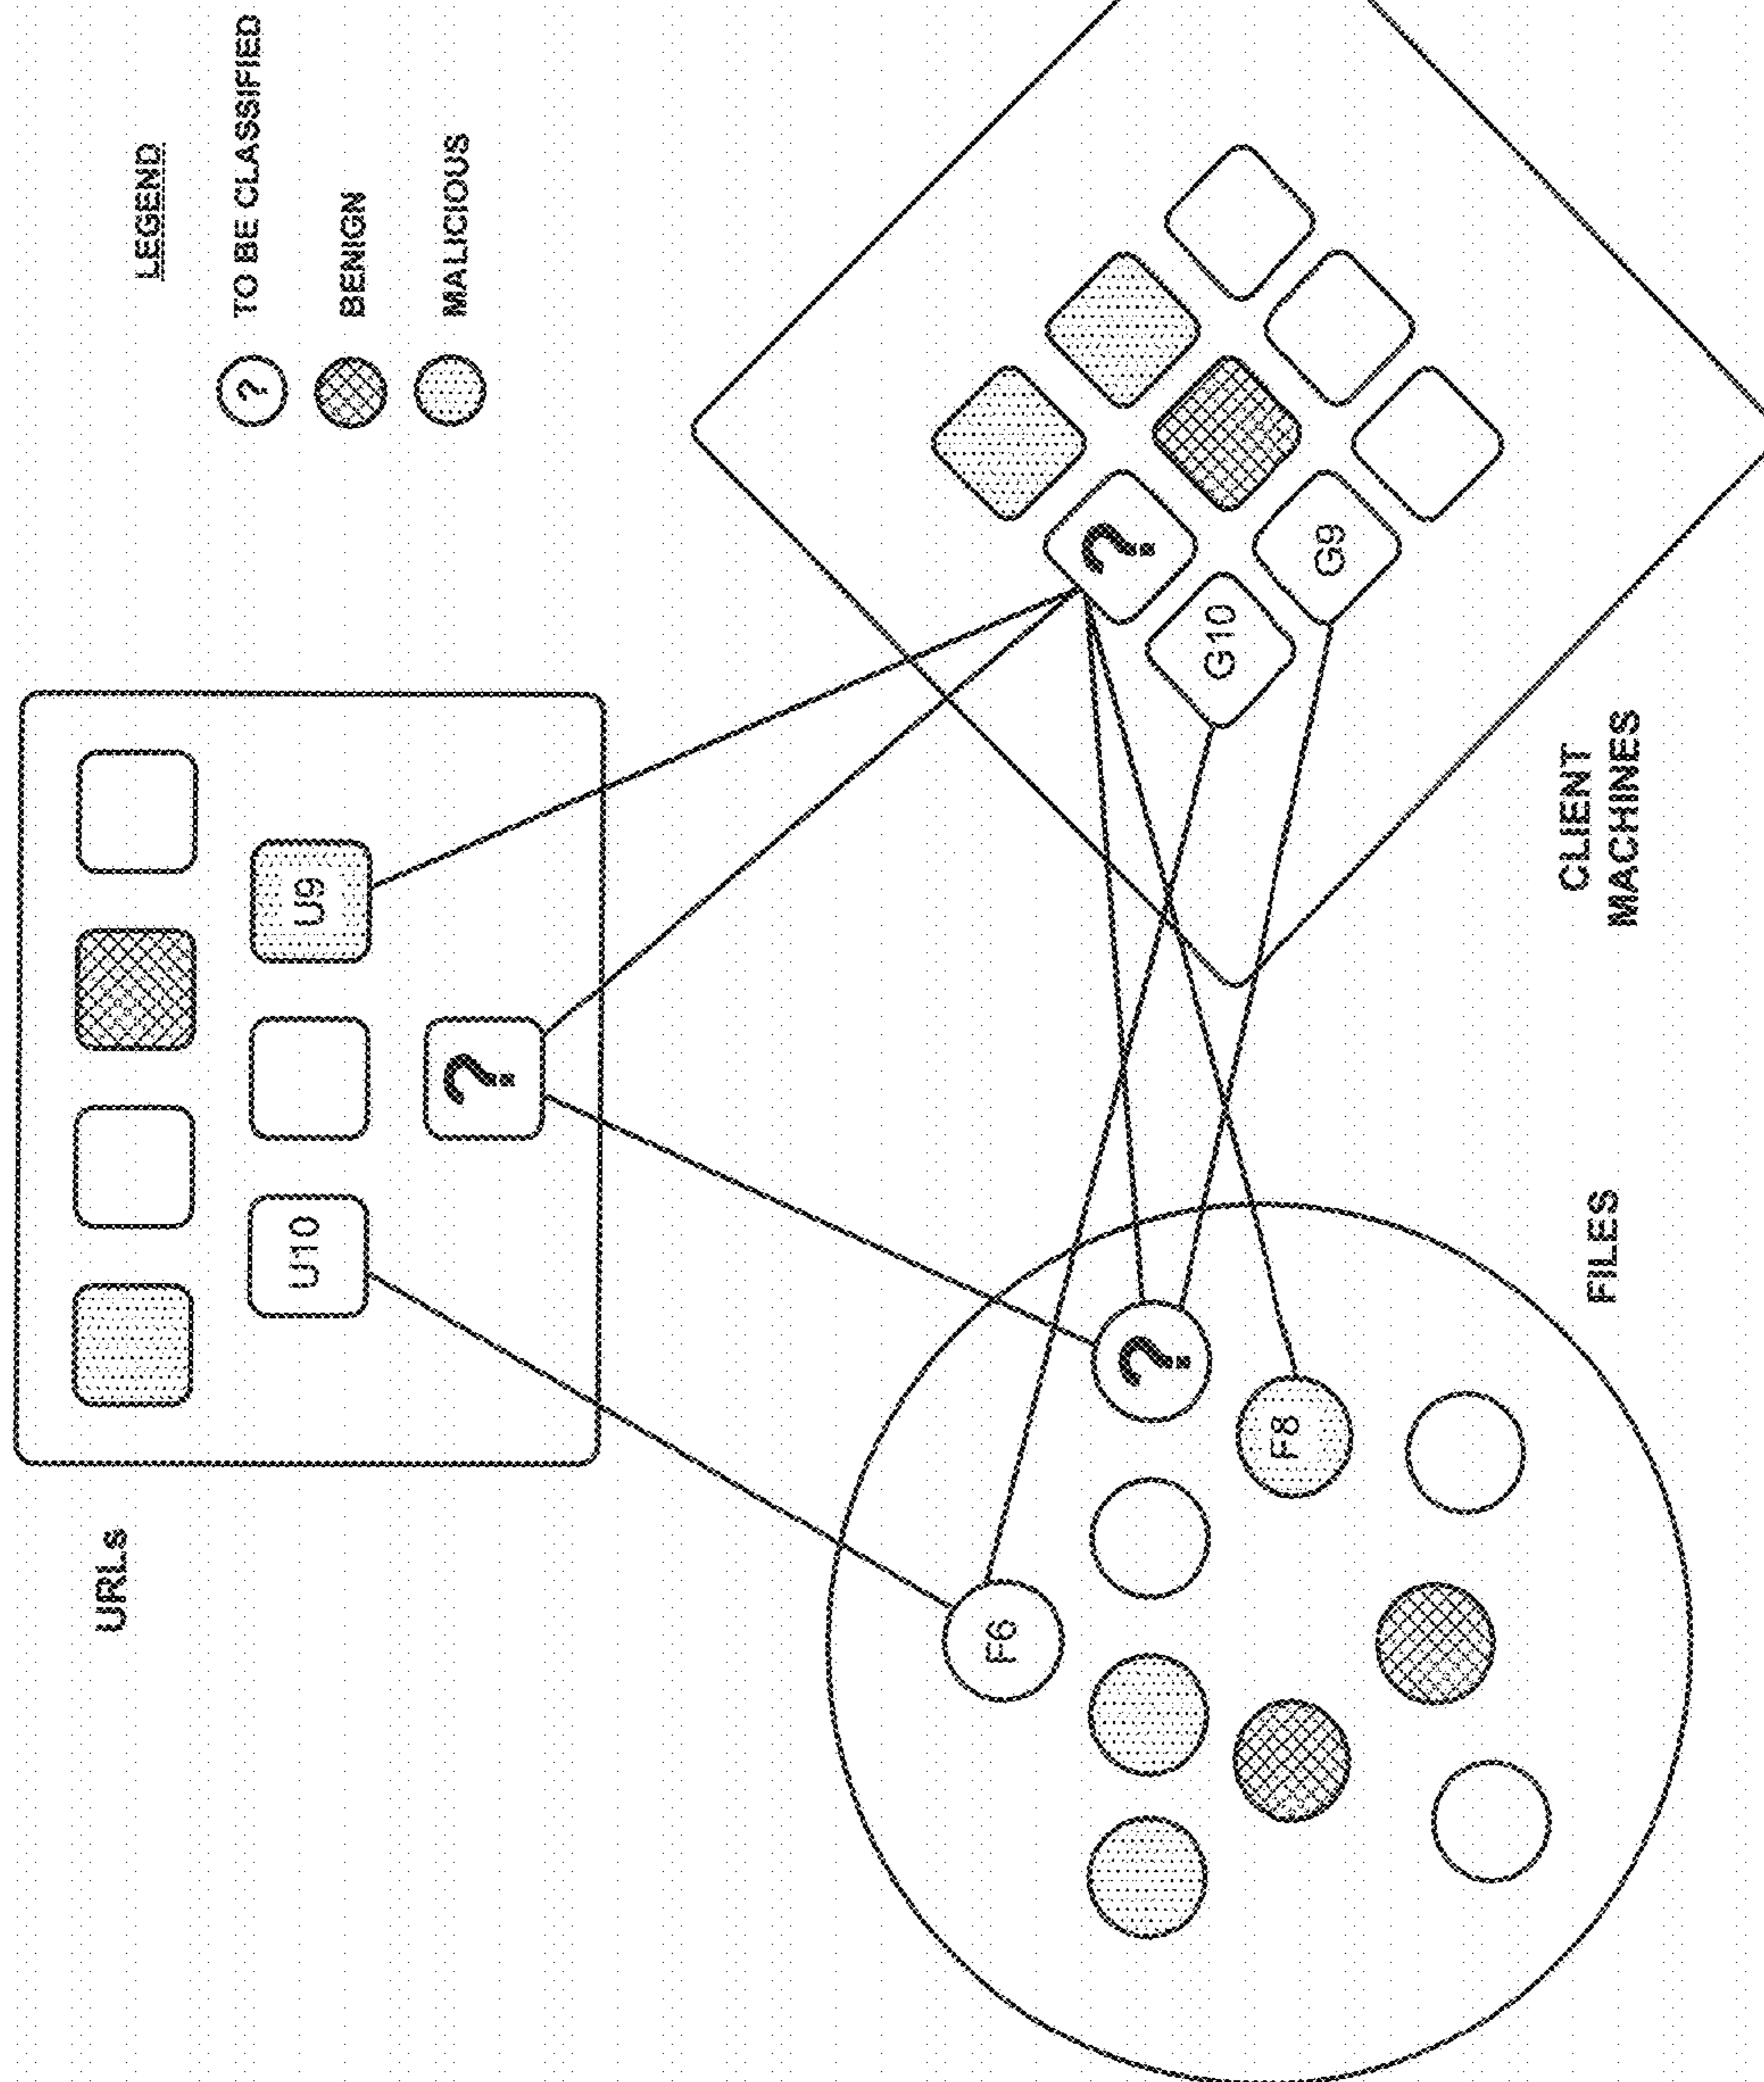 URLs
U10
?
U9
LEGEND
? TO BE CLASSIFIED
BENIGN
MALICIOUS
F6
?
F8
FILES
?
G10
G9
CLIENT
MACHINES